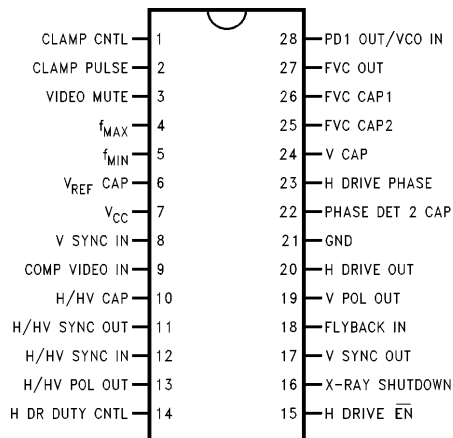 CLAMP CNTL 1 28 PD1 OUT/VCO IN
CLAMP PULSE 2 27 FVC OUT
VIDEO MUTE 3 26 FVC CAP1
fMAX 4 25 FVC CAP2
fMIN 5 24 V CAP
VREF CAP 6 23 H DRIVE PHASE
VCC 7 22 PHASE DET 2 CAP
V SYNC IN 8 21 GND
COMP VIDEO IN 9 20 H DRIVE OUT
H/HV CAP 10 19 V POL OUT
H/HV SYNC OUT 11 18 FLYBACK IN
H/HV SYNC IN 12 17 V SYNC OUT
H/HV POL OUT 13 16 X-RAY SHUTDOWN
H DR DUTY CNTL 14 15 H DRIVE E̅N̅